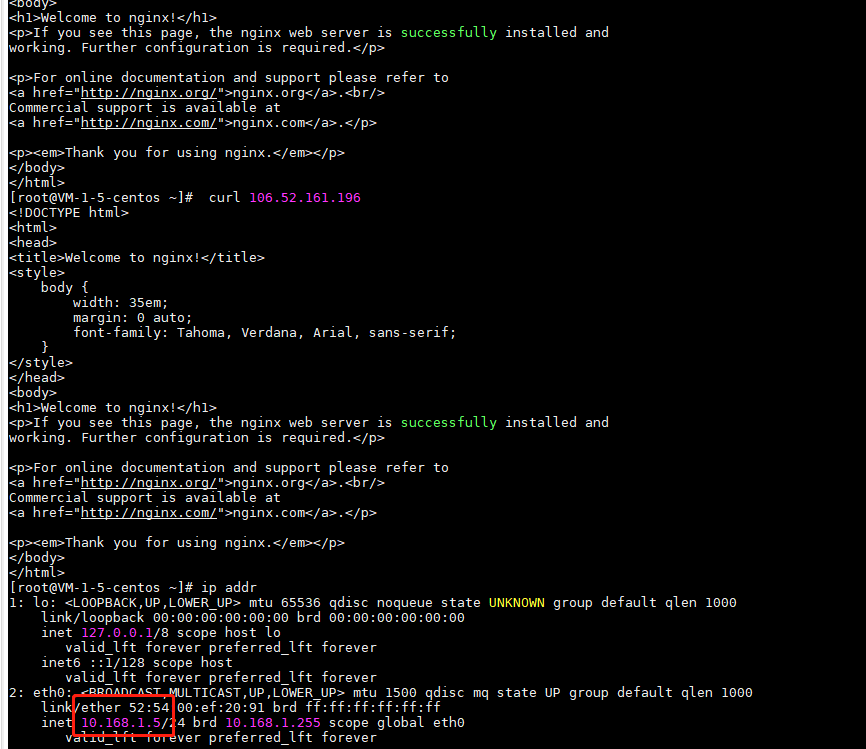 <body>
<h1>Welcome to nginx!</h1>
<p>If you see this page, the nginx web server is successfully installed and
working. Further configuration is required.</p>
<p>For online documentation and support please refer to
<a href="http://nginx.org/">nginx.org</a>.<br/>
Commercial support is available at
<a href="http://nginx.com/">nginx.com</a>.</p>
<p><em>Thank you for using nginx.</em></p>
</body>
</html>
[root@VM-1-5-centos ~]#  curl 106.52.161.196
<!DOCTYPE html>
<html>
<head>
<title>Welcome to nginx!</title>
<style>
    body {
        width: 35em;
        margin: 0 auto;
        font-family: Tahoma, Verdana, Arial, sans-serif;
    }
</style>
</head>
<body>
<h1>Welcome to nginx!</h1>
<p>If you see this page, the nginx web server is successfully installed and
working. Further configuration is required.</p>
<p>For online documentation and support please refer to
<a href="http://nginx.org/">nginx.org</a>.<br/>
Commercial support is available at
<a href="http://nginx.com/">nginx.com</a>.</p>
<p><em>Thank you for using nginx.</em></p>
</body>
</html>
[root@VM-1-5-centos ~]# ip addr
1: lo: <LOOPBACK,UP,LOWER_UP> mtu 65536 qdisc noqueue state UNKNOWN group default qlen 1000
    link/loopback 00:00:00:00:00:00 brd 00:00:00:00:00:00
    inet 127.0.0.1/8 scope host lo
       valid_lft forever preferred_lft forever
    inet6 ::1/128 scope host
       valid_lft forever preferred_lft forever
2: eth0: <BROADCAST,MULTICAST,UP,LOWER_UP> mtu 1500 qdisc mq state UP group default qlen 1000
    link/ether 52:54:00:ef:20:91 brd ff:ff:ff:ff:ff:ff
    inet 10.168.1.5/24 brd 10.168.1.255 scope global eth0
       valid_lft forever preferred_lft forever